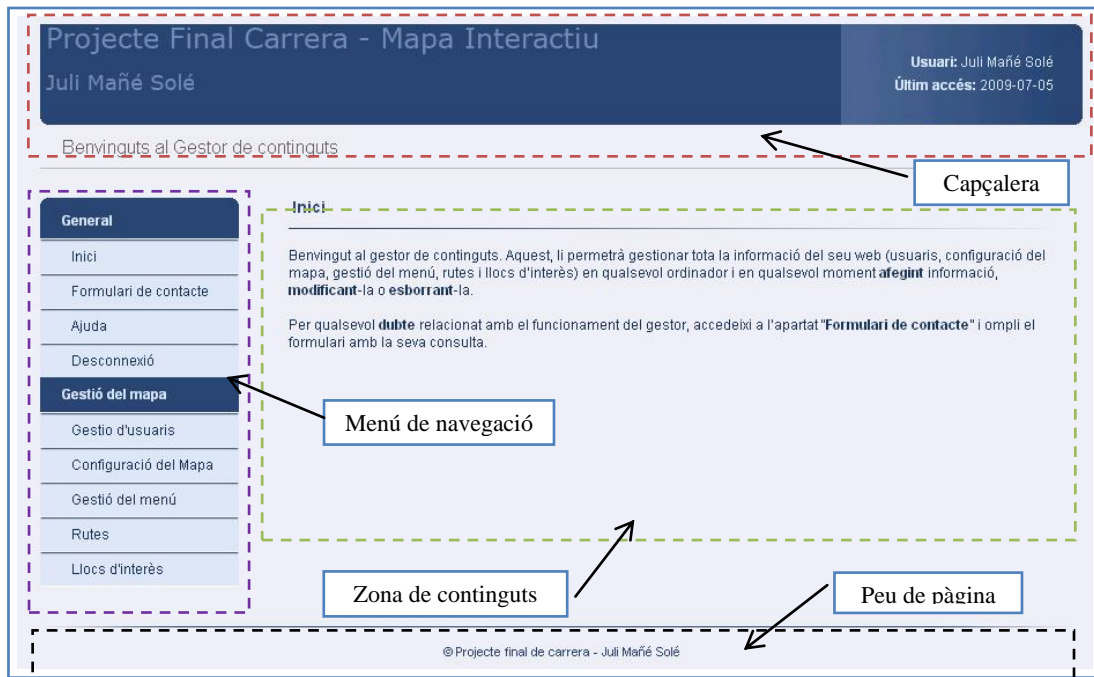 Projecte Final Carrera - Mapa Interactiu
Juli Mañé Solé
Usuari: Juli Mañé Solé
Últim accés: 2009-07-05
Benvinguts al Gestor de continguts
Capçalera
General
Inici
Formulari de contacte
Ajuda
Desconnexió
Gestió del mapa
Gestio d'usuaris
Configuració del Mapa
Gestió del menú
Rutes
Llocs d'interès
Inici
Benvingut al gestor de continguts. Aquest, li permetrà gestionar tota la informació del seu web (usuaris, configuració del
mapa, gestió del menú, rutes i llocs d'interès) en qualsevol ordinador i en qualsevol moment afegint informació,
modificant-la o esborrant-la.
Per qualsevol dubte relacionat amb el funcionament del gestor, accedeixi a l'apartat "Formulari de contacte" i ompli el
formulari amb la seva consulta.
Menú de navegació
Zona de continguts
Peu de pàgina
© Projecte final de carrera - Juli Mañé Solé